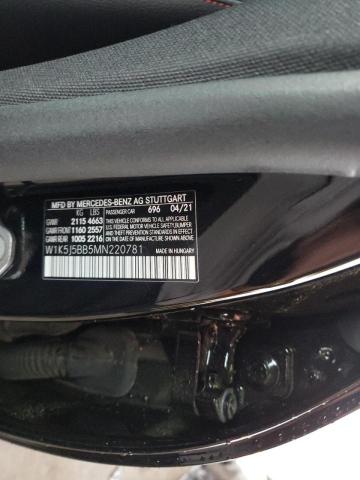 MFD BY MERCEDES-BENZ AG STUTTGART
KG LBS
PASSENGER CAR 696 04/21
GVWR 2115 4663
GAWR FRONT 1160 2557
GAWR REAR 1005 2216
THIS VEHICLE CONFORMS TO ALL APPLICABLE
U.S. FEDERAL MOTOR VEHICLE SAFETY,BUMPER
AND THEFT PREVENTION STANDARDS IN EFFECT
ON THE DATE OF MANUFACTURE SHOWN ABOVE.
W1K5J5BB5MN220781
MADE IN HUNGARY